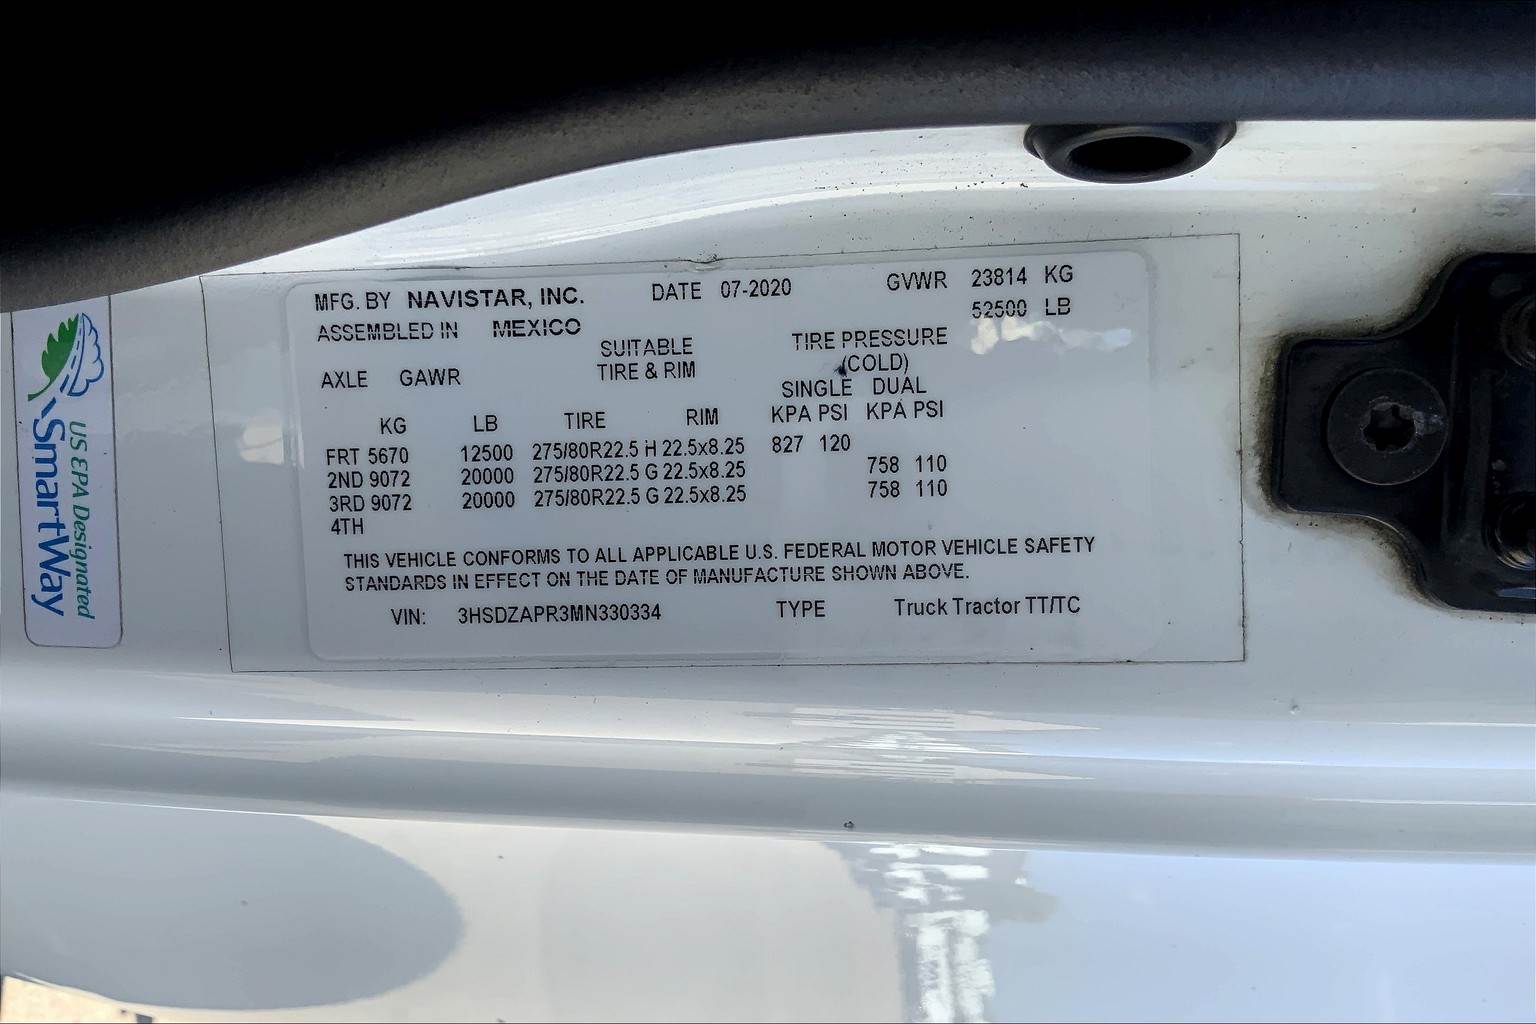 MFG. BY NAVISTAR, INC. DATE 07-2020 GVWR 23814 KG
52500 LB
ASSEMBLED IN MEXICO
SUITABLE TIRE PRESSURE
AXLE GAWR TIRE & RIM (COLD)
SINGLE DUAL
KG LB TIRE RIM KPA PSI KPA PSI
FRT 5670 12500 275/80R22.5 H 22.5x8.25 827 120
2ND 9072 20000 275/80R22.5 G 22.5x8.25 758 110
3RD 9072 20000 275/80R22.5 G 22.5x8.25 758 110
4TH
THIS VEHICLE CONFORMS TO ALL APPLICABLE U.S. FEDERAL MOTOR VEHICLE SAFETY
STANDARDS IN EFFECT ON THE DATE OF MANUFACTURE SHOWN ABOVE.
VIN: 3HSDZAPR3MN330334 TYPE Truck Tractor TT/TC
US EPA Designated
SmartWay